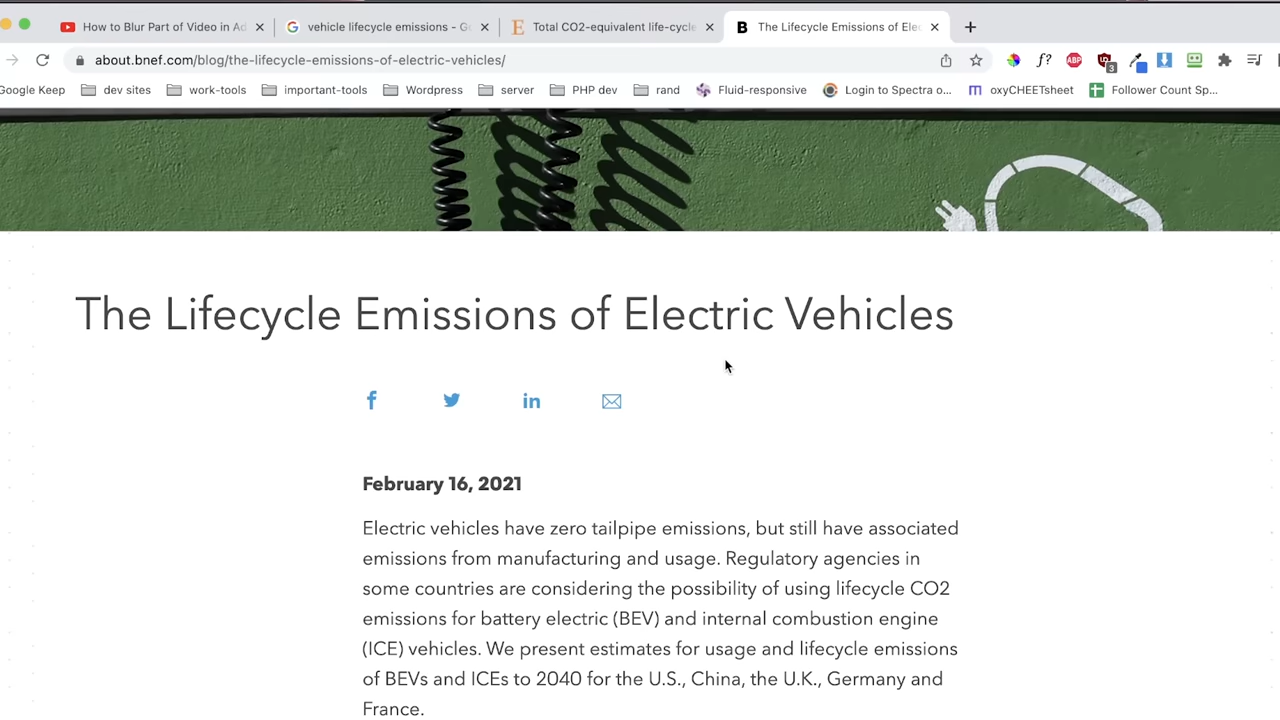 How to Blur Part of Video in Ad
vehicle lifecycle emissions - G
Total CO2-equivalent life-cycle
The Lifecycle Emissions of Elec
about.bnef.com/blog/the-lifecycle-emissions-of-electric-vehicles/
f?
ABP
3
Google Keep
dev sites
work-tools
important-tools
Wordpress
server
PHP dev
rand
Fluid-responsive
Login to Spectra o...
oxyCHEETsheet
Follower Count Sp...
The Lifecycle Emissions of Electric Vehicles
February 16, 2021
Electric vehicles have zero tailpipe emissions, but still have associated
emissions from manufacturing and usage. Regulatory agencies in
some countries are considering the possibility of using lifecycle CO2
emissions for battery electric (BEV) and internal combustion engine
(ICE) vehicles. We present estimates for usage and lifecycle emissions
of BEVs and ICEs to 2040 for the U.S., China, the U.K., Germany and
France.